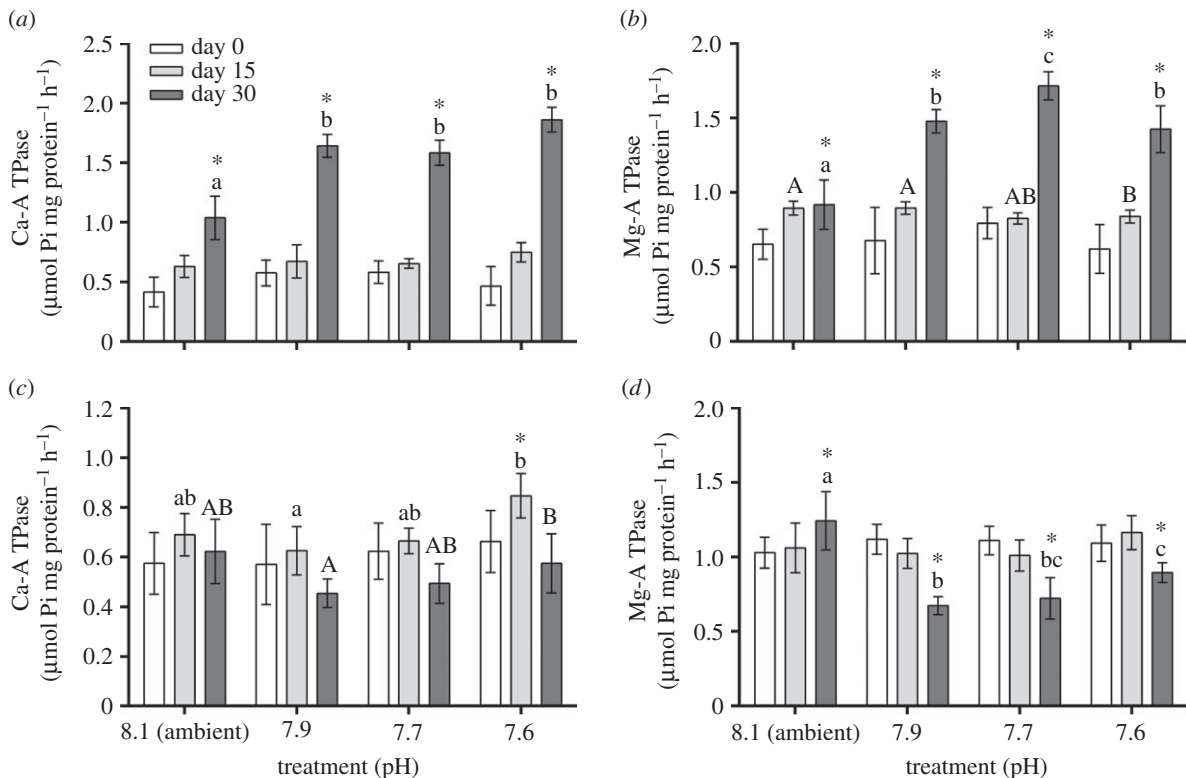 (a)
2.5
2.0
1.5
1.0
0.5
0
Ca-A TPase
(µmol Pi mg protein⁻¹ h⁻¹)
day 0
day 15
day 30
*
a
*
b
*
b
*
b
(b)
2.0
1.5
1.0
0.5
0
Mg-A TPase
(µmol Pi mg protein⁻¹ h⁻¹)
A
*
a
A
*
b
AB
*
c
B
*
b
(c)
1.2
1.0
0.8
0.6
0.4
0.2
0
Ca-A TPase
(µmol Pi mg protein⁻¹ h⁻¹)
ab
AB
a
A
ab
AB
*
b
B
8.1 (ambient)
7.9
7.7
7.6
treatment (pH)
(d)
2.0
1.5
1.0
0.5
0
Mg-A TPase
(µmol Pi mg protein⁻¹ h⁻¹)
*
a
*
b
*
bc
*
c
8.1 (ambient)
7.9
7.7
7.6
treatment (pH)